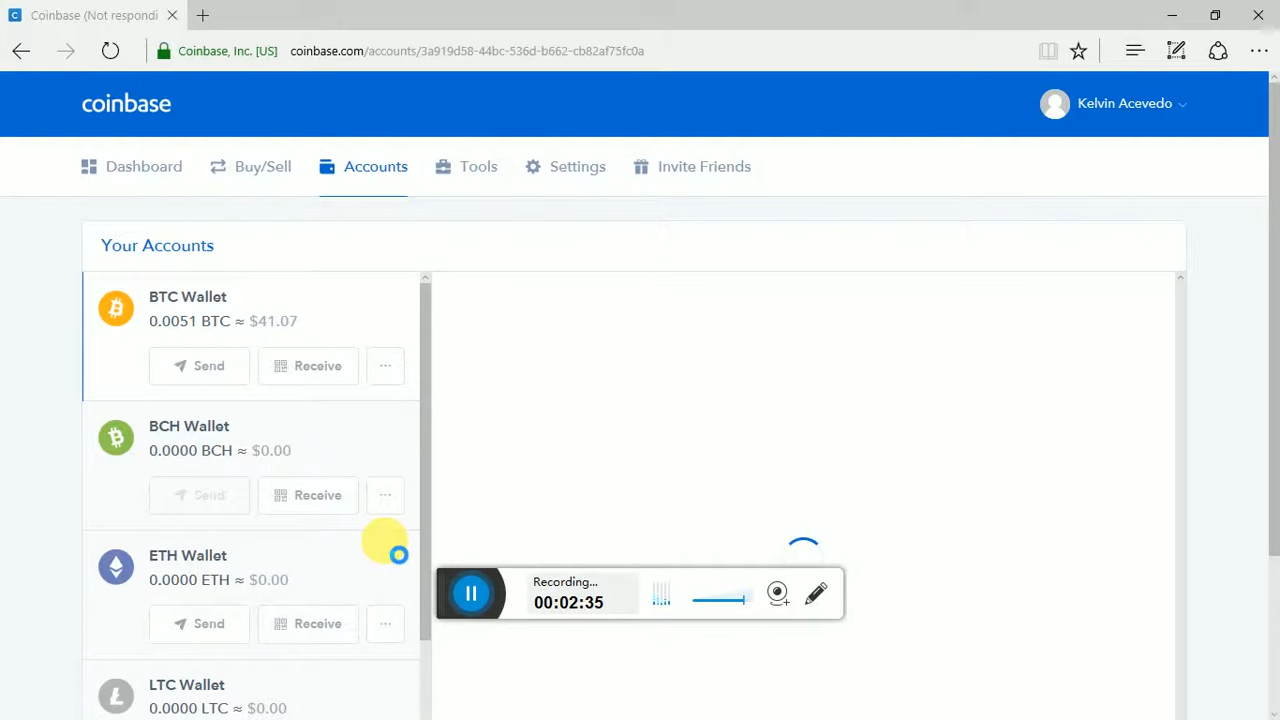 Coinbase (Not respondi
Coinbase, Inc. [US] coinbase.com/accounts/3a919d58-44bc-536d-b662-cb82af75fc0a
coinbase
Kelvin Acevedo
Dashboard Buy/Sell Accounts Tools Settings Invite Friends
Your Accounts
BTC Wallet
0.0051 BTC ≈ $41.07
Send Receive ...
BCH Wallet
0.0000 BCH ≈ $0.00
Send Receive ...
ETH Wallet
0.0000 ETH ≈ $0.00
Recording...
00:02:35
Send Receive ...
LTC Wallet
0.0000 LTC ≈ $0.00